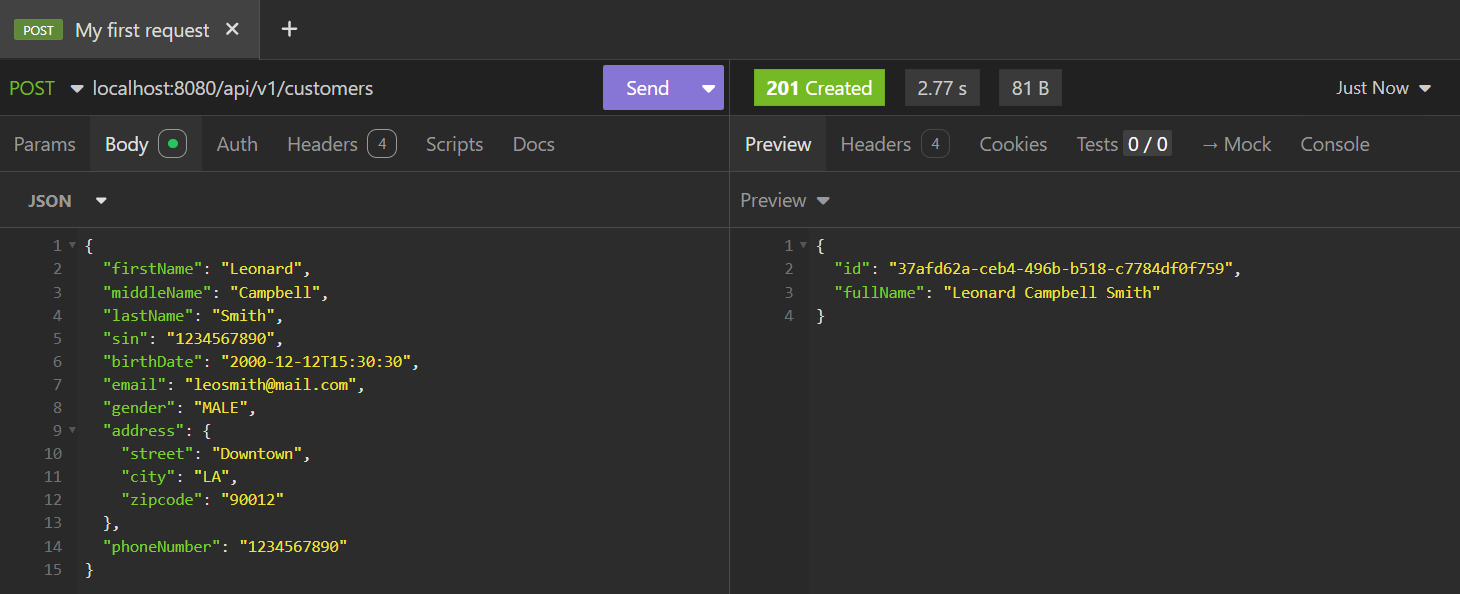 POST My first request × +
POST localhost:8080/api/v1/customers Send
201 Created 2.77 s 81 B Just Now
Params Body Auth Headers 4 Scripts Docs
Preview Headers 4 Cookies Tests 0 / 0 → Mock Console
JSON
Preview
1 {
2 "firstName": "Leonard",
3 "middleName": "Campbell",
4 "lastName": "Smith",
5 "sin": "1234567890",
6 "birthDate": "2000-12-12T15:30:30",
7 "email": "leosmith@mail.com",
8 "gender": "MALE",
9 "address": {
10 "street": "Downtown",
11 "city": "LA",
12 "zipcode": "90012"
13 },
14 "phoneNumber": "1234567890"
15 }
1 {
2 "id": "37afd62a-ceb4-496b-b518-c7784df0f759",
3 "fullName": "Leonard Campbell Smith"
4 }